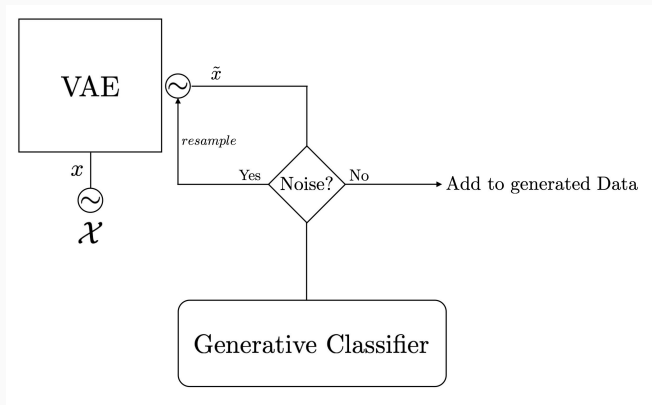 VAE
∼ x̃
resample
x
Yes Noise? No Add to generated Data
∼
𝒳
Generative Classifier